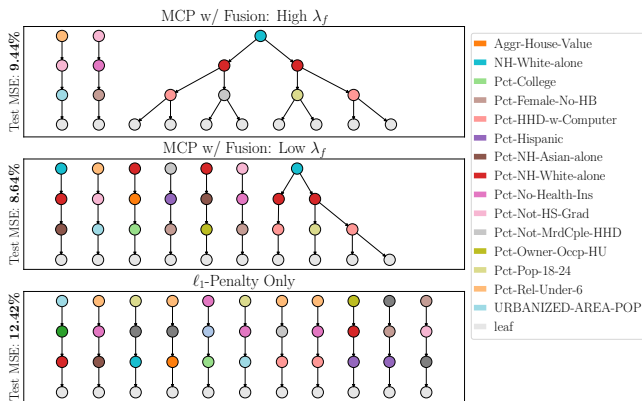 MCP w/ Fusion: High λ_f
Test MSE: 9.44%
MCP w/ Fusion: Low λ_f
Test MSE: 8.64%
ℓ₁-Penalty Only
Test MSE: 12.42%
Aggr-House-Value
NH-White-alone
Pct-College
Pct-Female-No-HB
Pct-HHD-w-Computer
Pct-Hispanic
Pct-NH-Asian-alone
Pct-NH-White-alone
Pct-No-Health-Ins
Pct-Not-HS-Grad
Pct-Not-MrdCple-HHD
Pct-Owner-Occp-HU
Pct-Pop-18-24
Pct-Rel-Under-6
URBANIZED-AREA-POP
leaf